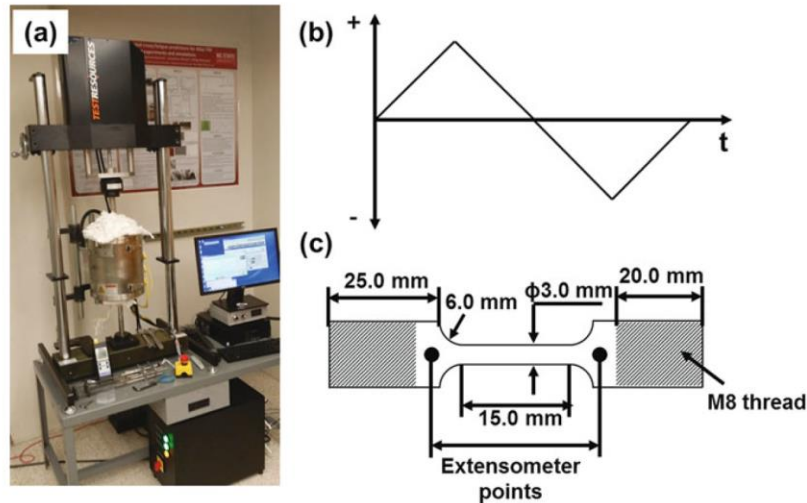 (a)
TESTRESOURCES
(b)
+
t
-
(c)
25.0 mm
6.0 mm
ϕ3.0 mm
20.0 mm
15.0 mm
M8 thread
Extensometer
points